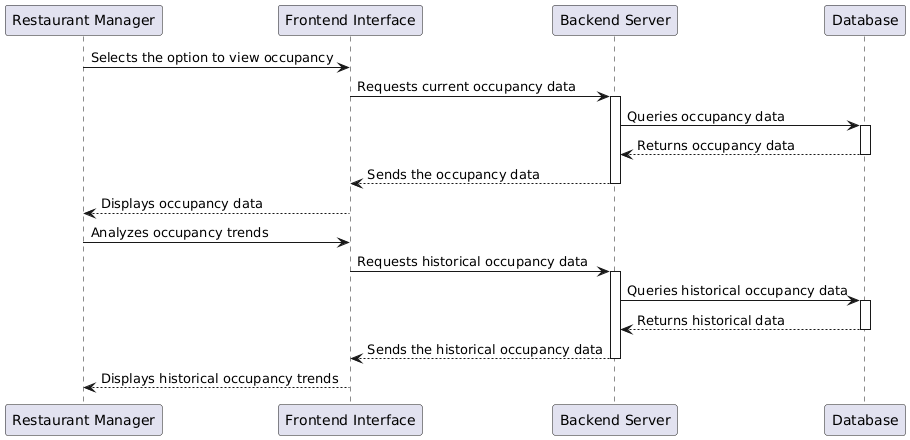 Restaurant Manager
Frontend Interface
Backend Server
Database
Selects the option to view occupancy
Requests current occupancy data
Queries occupancy data
Returns occupancy data
Sends the occupancy data
Displays occupancy data
Analyzes occupancy trends
Requests historical occupancy data
Queries historical occupancy data
Returns historical data
Sends the historical occupancy data
Displays historical occupancy trends
Restaurant Manager
Frontend Interface
Backend Server
Database